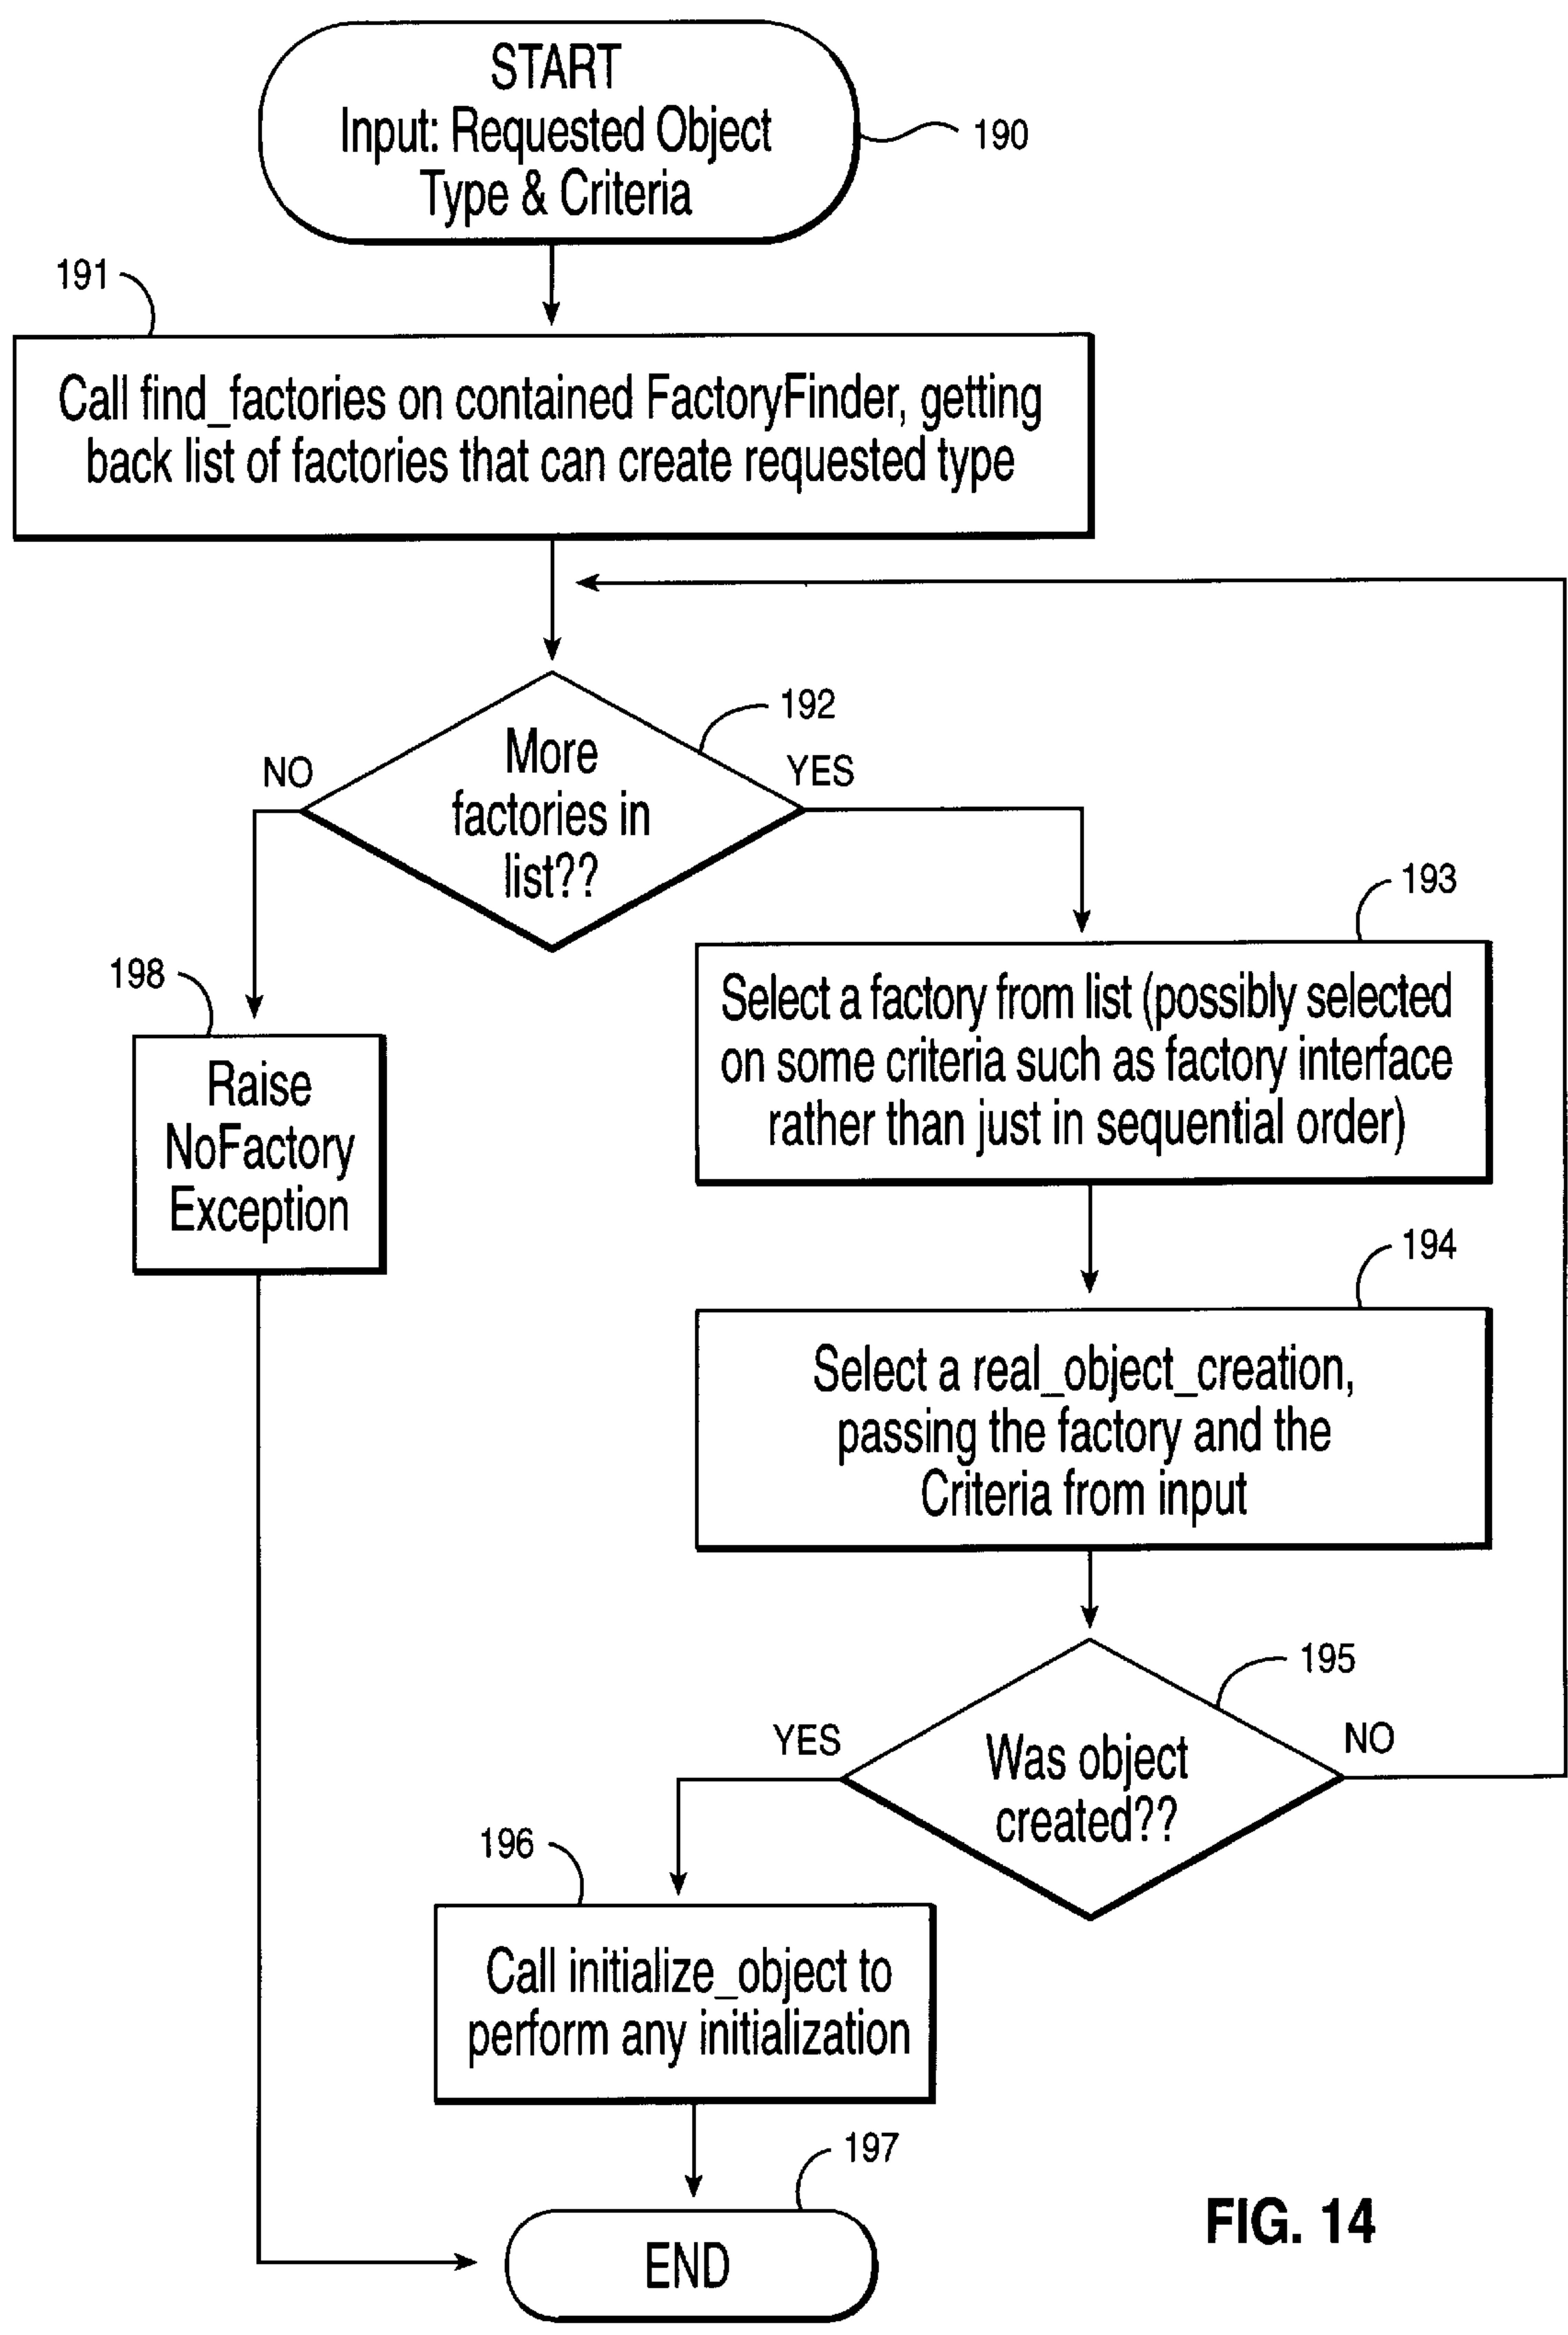 START
Input: Requested Object
Type & Criteria
190
191
Call find_factories on contained FactoryFinder, getting
back list of factories that can create requested type
192
NO
YES
More
factories in
list??
193
198
Select a factory from list (possibly selected
on some criteria such as factory interface
rather than just in sequential order)
Raise
NoFactory
Exception
194
Select a real_object_creation,
passing the factory and the
Criteria from input
195
YES
NO
Was object
created??
196
Call initialize_object to
perform any initialization
197
END
FIG. 14